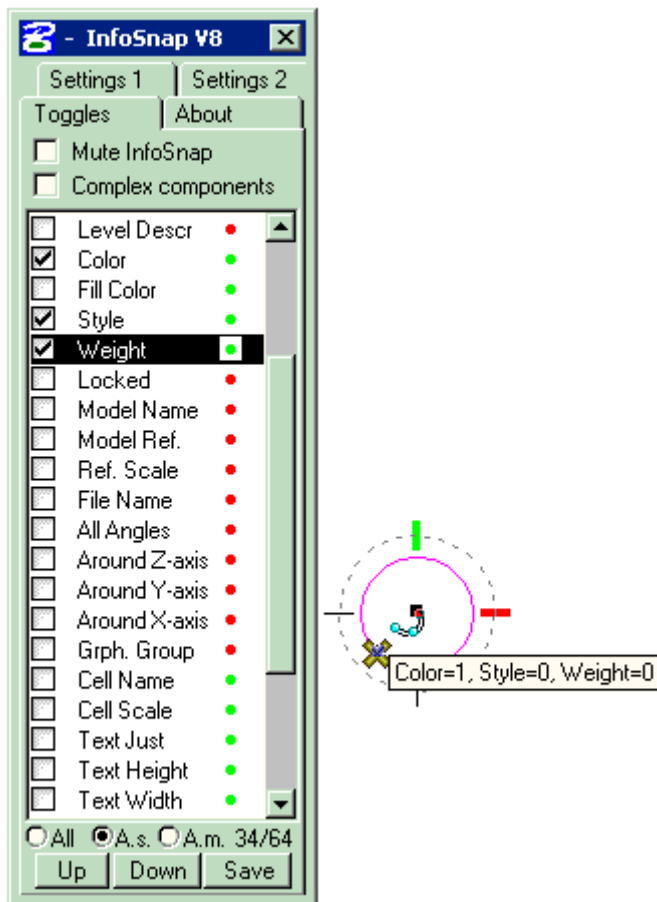 - InfoSnap V8
Settings 1 Settings 2
Toggles About
Mute InfoSnap
Complex components
Level Descr
Color
Fill Color
Style
Weight
Locked
Model Name
Model Ref.
Ref. Scale
File Name
All Angles
Around Z-axis
Around Y-axis
Around X-axis
Grph. Group
Cell Name
Cell Scale
Text Just
Text Height
Text Width
All A.s. A.m. 34/64
Up Down Save
Color=1, Style=0, Weight=0